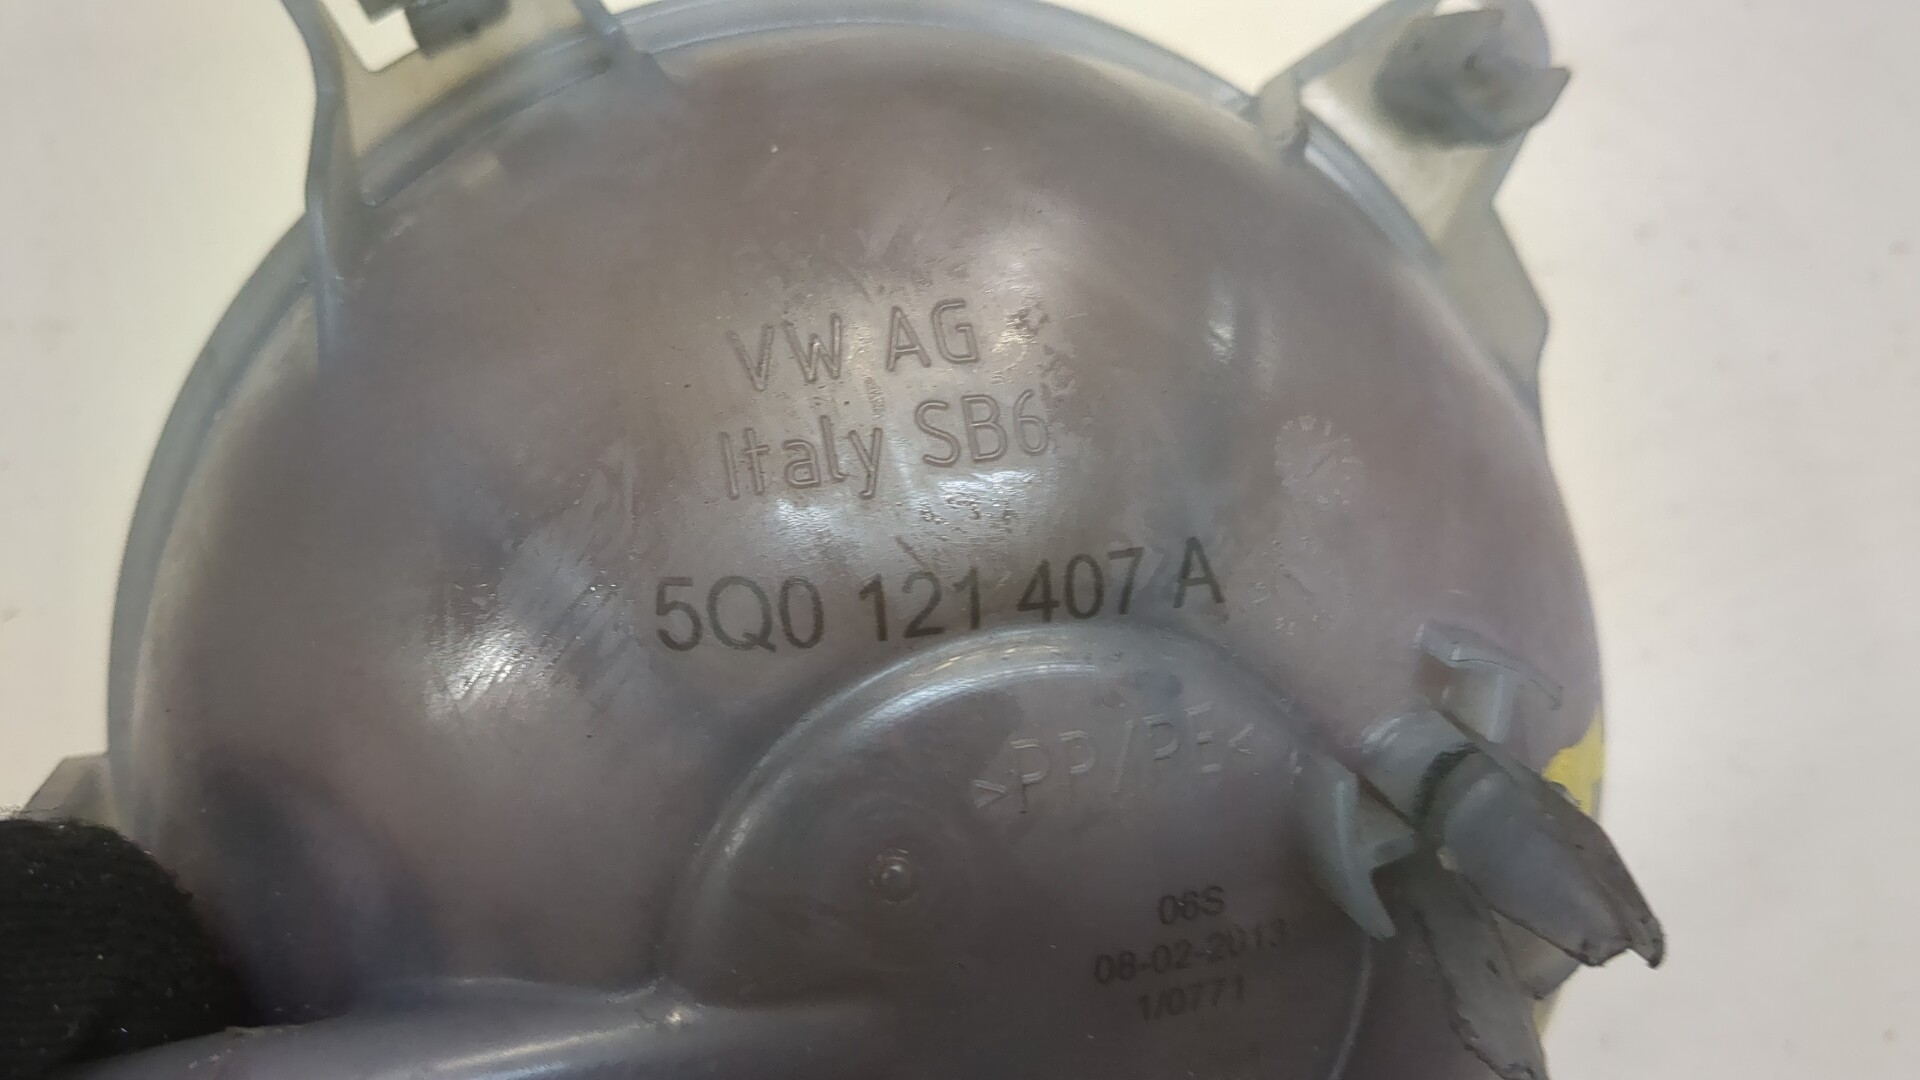 VW AG
Italy SB6
5Q0 121 407 A
>PP/PE<
06S
08-02-2013
1/0771